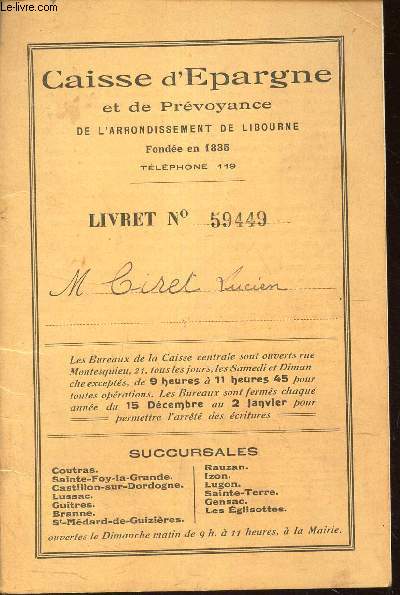 www.le-livre.com
Caisse d'Epargne
et de Prévoyance
DE L'ARRONDISSEMENT DE LIBOURNE
Fondée en 1835
TÉLÉPHONE 119
LIVRET Nº 59449
M Ciret Lucien
Les Bureaux de la Caisse centrale sont ouverts rue
Montesquieu, 21, tous les jours, les Samedi et Diman
che exceptés, de 9 heures à 11 heures 45 pour
toutes opérations. Les Bureaux sont fermés chaque
année du 15 Décembre au 2 Janvier pour
permettre l'arrêté des écritures
SUCCURSALES
Coutras.
Sainte-Foy-la-Grande.
Castillon-sur-Dordogne.
Lussac.
Guîtres.
Branne.
St-Médard-de-Guizières.
Rauzan.
Izon.
Lugon.
Sainte-Terre.
Gensac.
Les Églisottes.
ouvertes le Dimanche matin de 9 h. à 11 heures, à la Mairie.